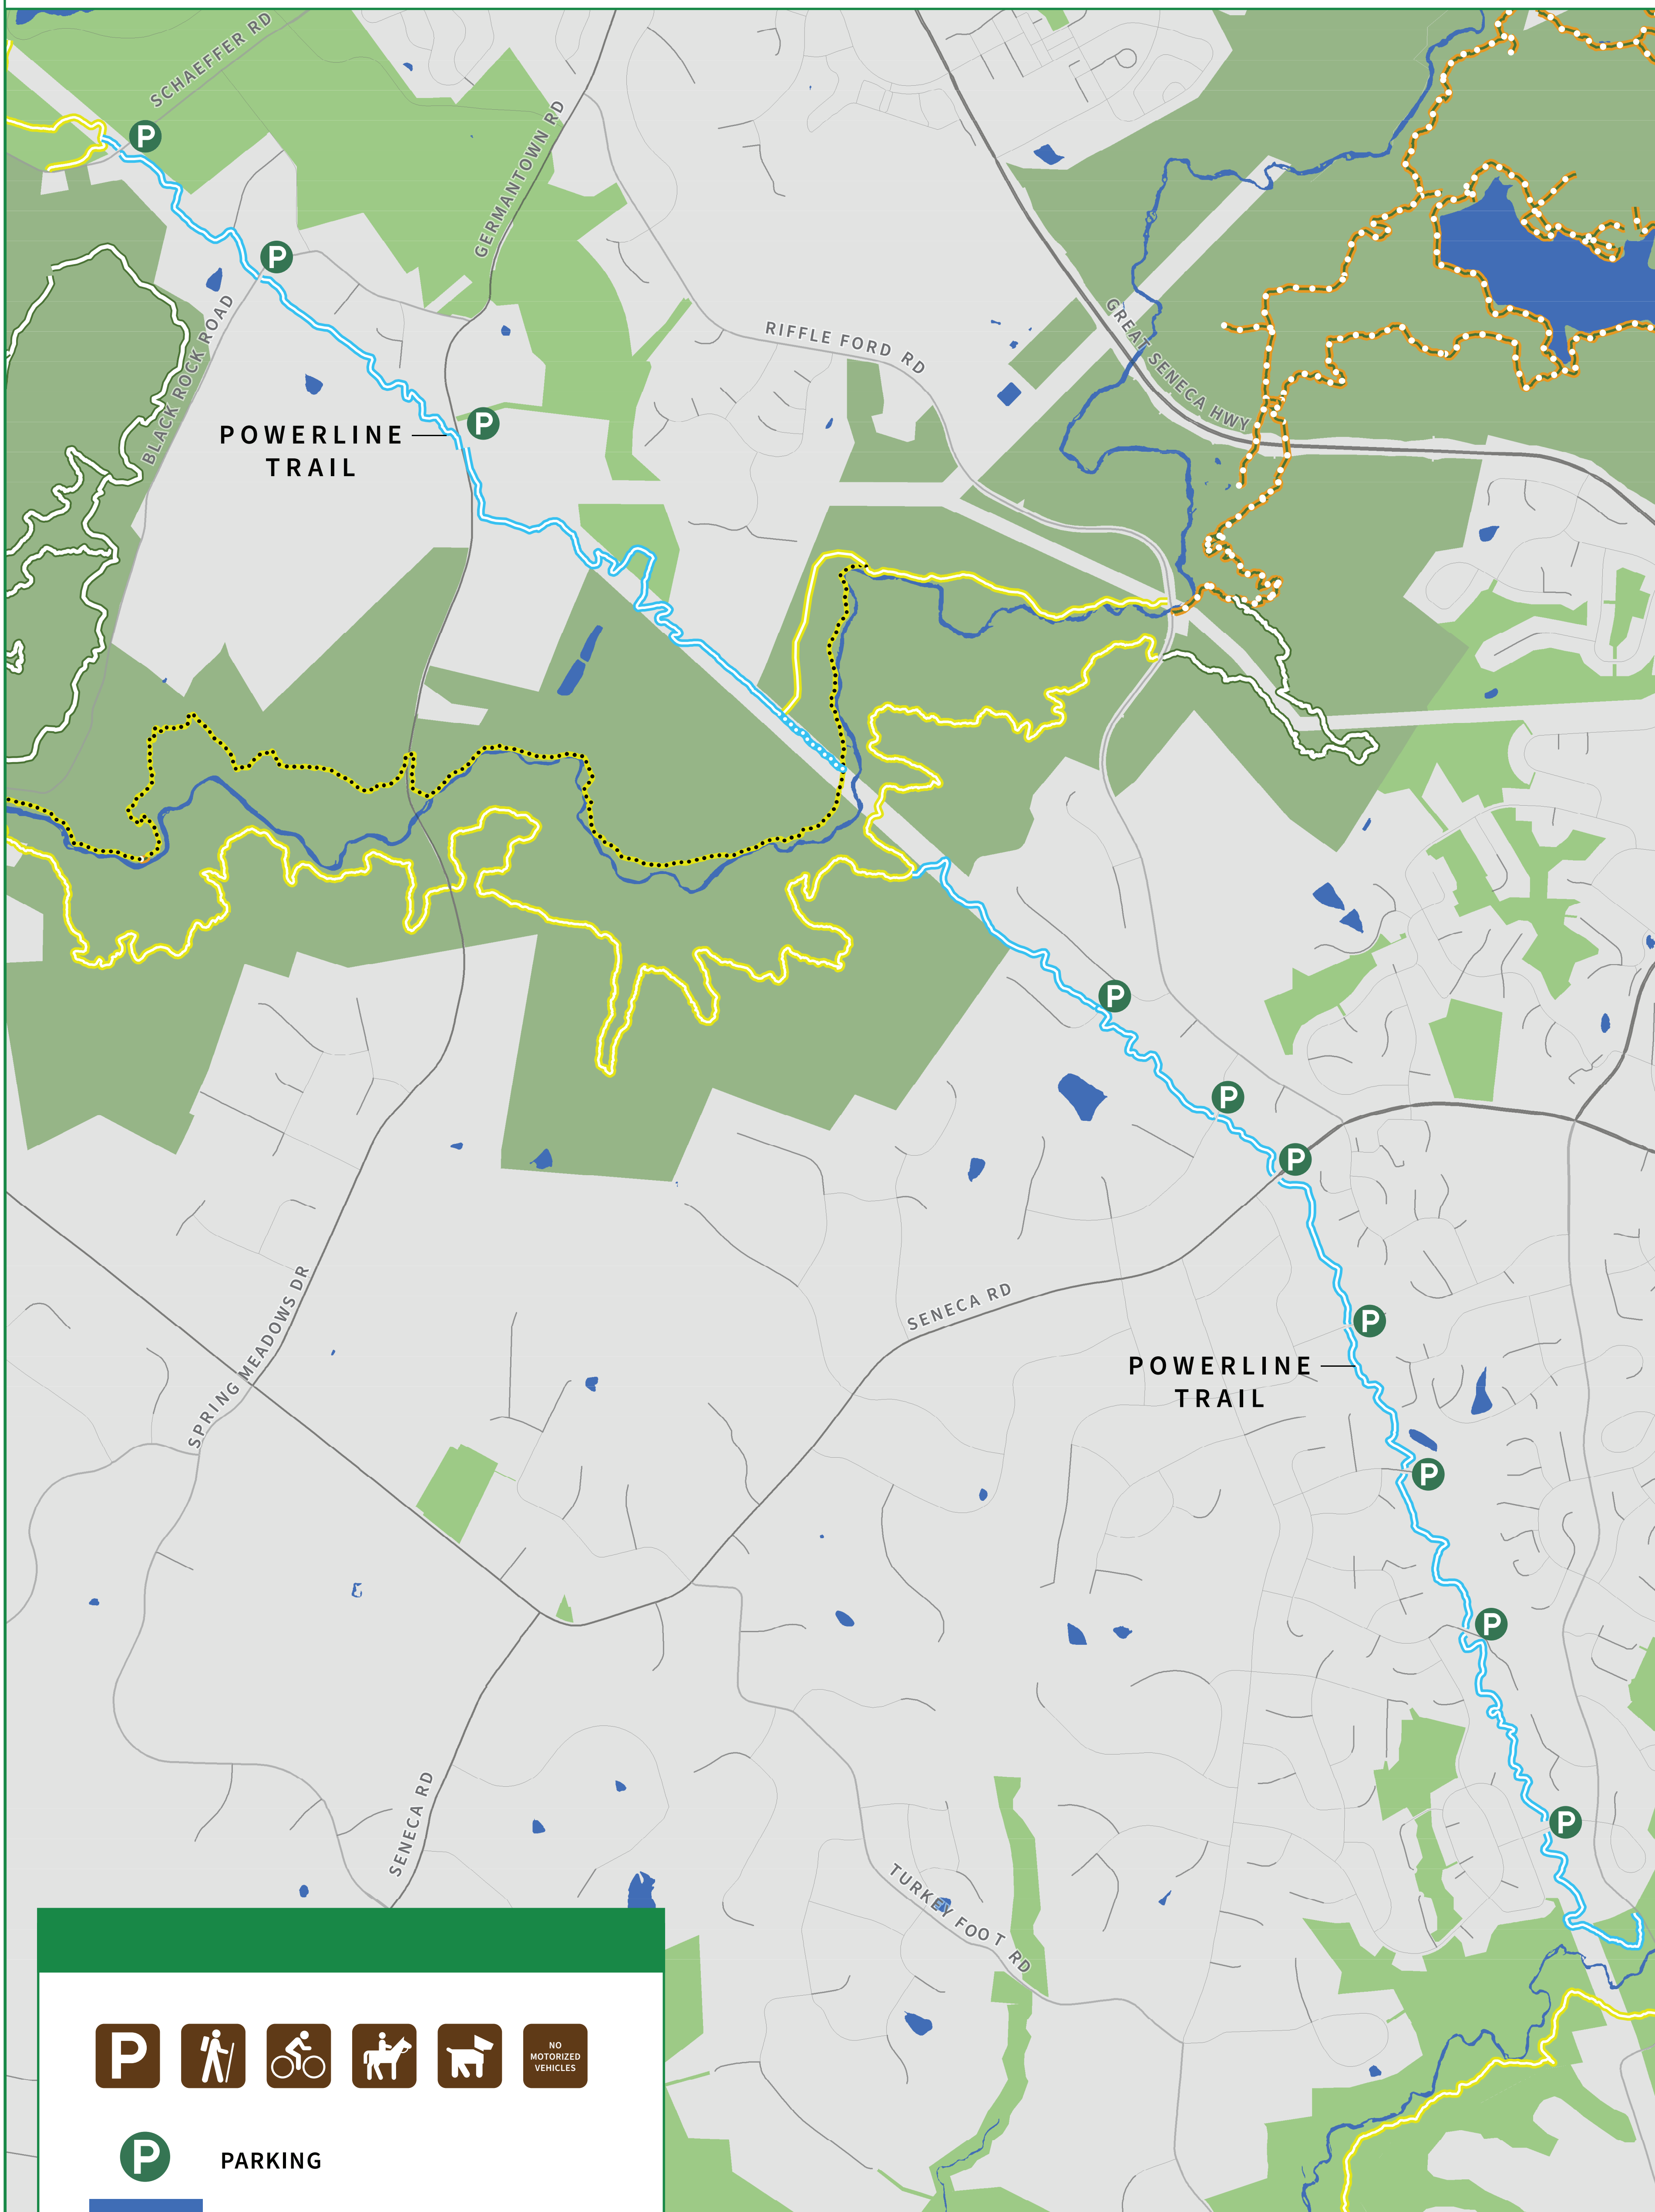 SCHAEFFER RD
P
GERMANTOWN RD
P
BLACK ROCK ROAD
RIFFLE FORD RD
GREAT SENECA HWY
P
POWERLINE
TRAIL
P
P
P
SENECA RD
SPRING MEADOWS DR
P
POWERLINE
TRAIL
P
P
SENECA RD
P
TURKEY FOOT RD
P
NO
MOTORIZED
VEHICLES
P PARKING